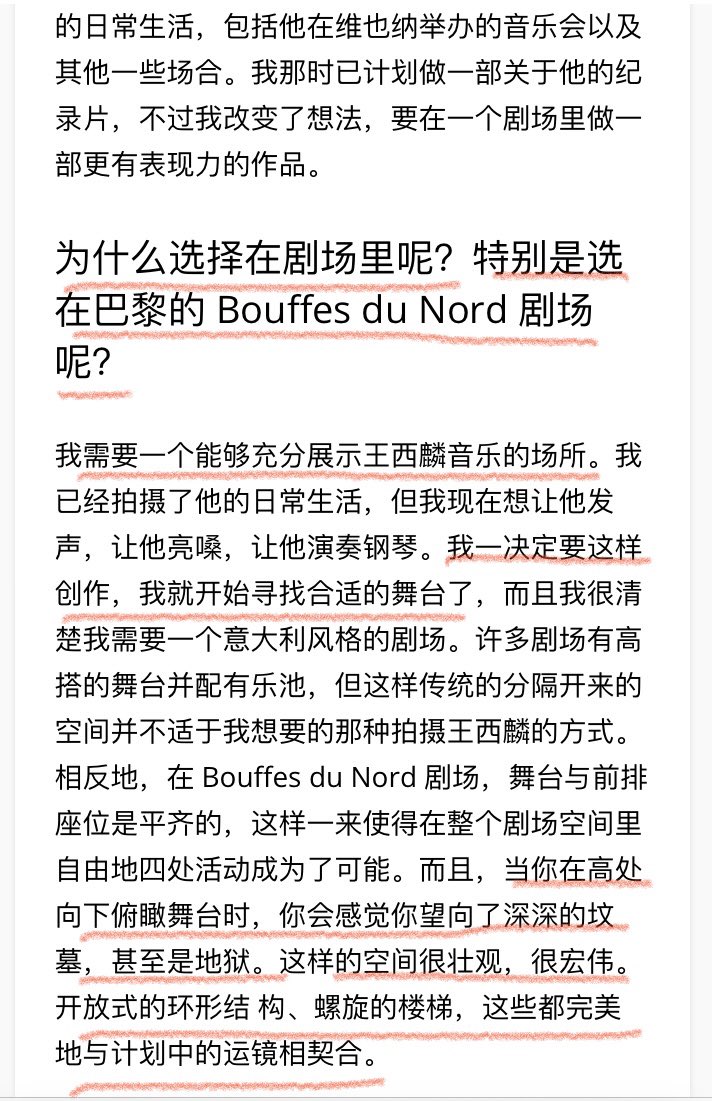 的日常生活，包括他在维也纳举办的音乐会以及
其他一些场合。我那时已计划做一部关于他的纪
录片，不过我改变了想法，要在一个剧场里做一
部更有表现力的作品。
为什么选择在剧场里呢？特别是选
在巴黎的 Bouffes du Nord 剧场
呢？
我需要一个能够充分展示王西麟音乐的场所。我
已经拍摄了他的日常生活，但我现在想让他发
声，让他亮嗓，让他演奏钢琴。我一决定要这样
创作，我就开始寻找合适的舞台了，而且我很清
楚我需要一个意大利风格的剧场。许多剧场有高
搭的舞台并配有乐池，但这样传统的分隔开来的
空间并不适于我想要的那种拍摄王西麟的方式。
相反地，在 Bouffes du Nord 剧场，舞台与前排
座位是平齐的，这样一来使得在整个剧场空间里
自由地四处活动成为了可能。而且，当你在高处
向下俯瞰舞台时，你会感觉你望向了深深的坟
墓，甚至是地狱。这样的空间很壮观，很宏伟。
开放式的环形结 构、螺旋的楼梯，这些都完美
地与计划中的运镜相契合。